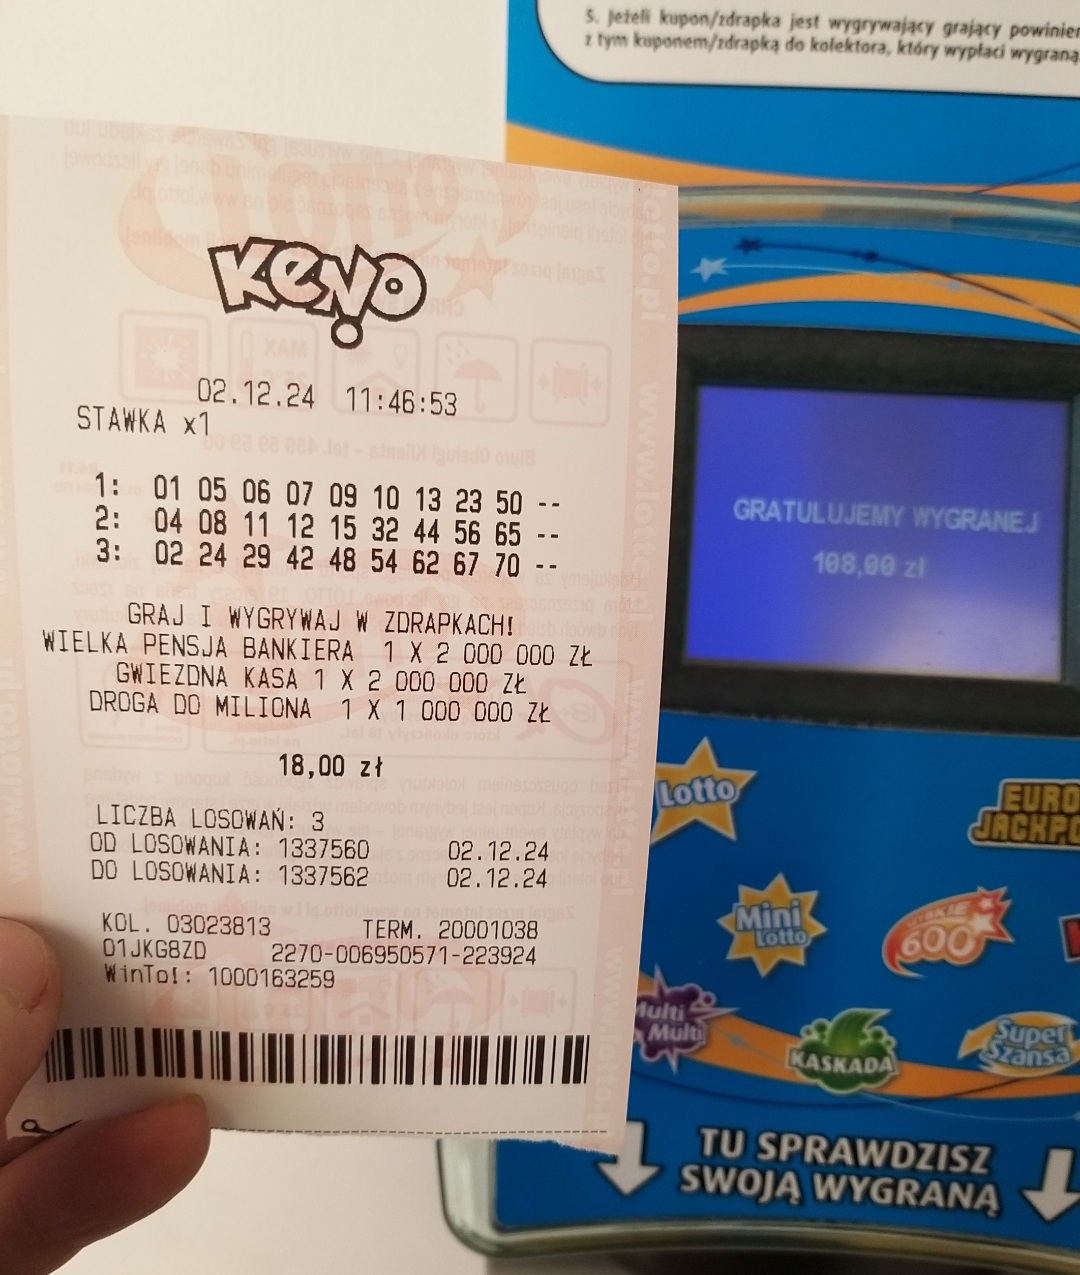 5. Jeżeli kupon/zdrapka jest wygrywający grający
z tym kuponem/zdrapką do kolektora, który wypłaci wygraną
KENO
02.12.24 11:46:53
STAWKA x1
1: 01 05 06 07 09 10 13 23 50 --
2: 04 08 11 12 15 32 44 56 65 --
3: 02 24 29 42 48 54 62 67 70 --
GRAJ I WYGRYWAJ W ZDRAPKACH!
WIELKA PENSJA BANKIERA 1 X 2 000 000 ZŁ
GWIEZDNA KASA 1 X 2 000 000 ZŁ
DROGA DO MILIONA 1 X 1 000 000 ZŁ
18,00 zł
LICZBA LOSOWAŃ: 3
OD LOSOWANIA: 1337560 02.12.24
DO LOSOWANIA: 1337562 02.12.24
KOL. 03023813 TERM. 20001038
01JKG8ZD 2270-006950571-223924
WinTo!: 1000163259
GRATULUJEMY WYGRANEJ
108,00 zł
Lotto
EURO
JACKPO
Mini
Lotto
600
Multi
Multi
KASKADA
Super
Szansa
TU SPRAWDZISZ
SWOJĄ WYGRANĄ